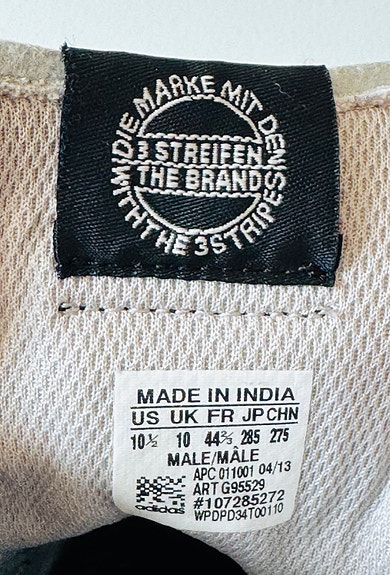 DIE MARKE MIT DEN
3 STREIFEN
THE BRAND
WITH THE 3 STRIPES
MADE IN INDIA
US UK FR JP CHN
10½ 10 44⅔ 285 275
MALE/MÂLE
APC 011001 04/13
ART G95529
#107285272
WPDPD34T00110
adidas